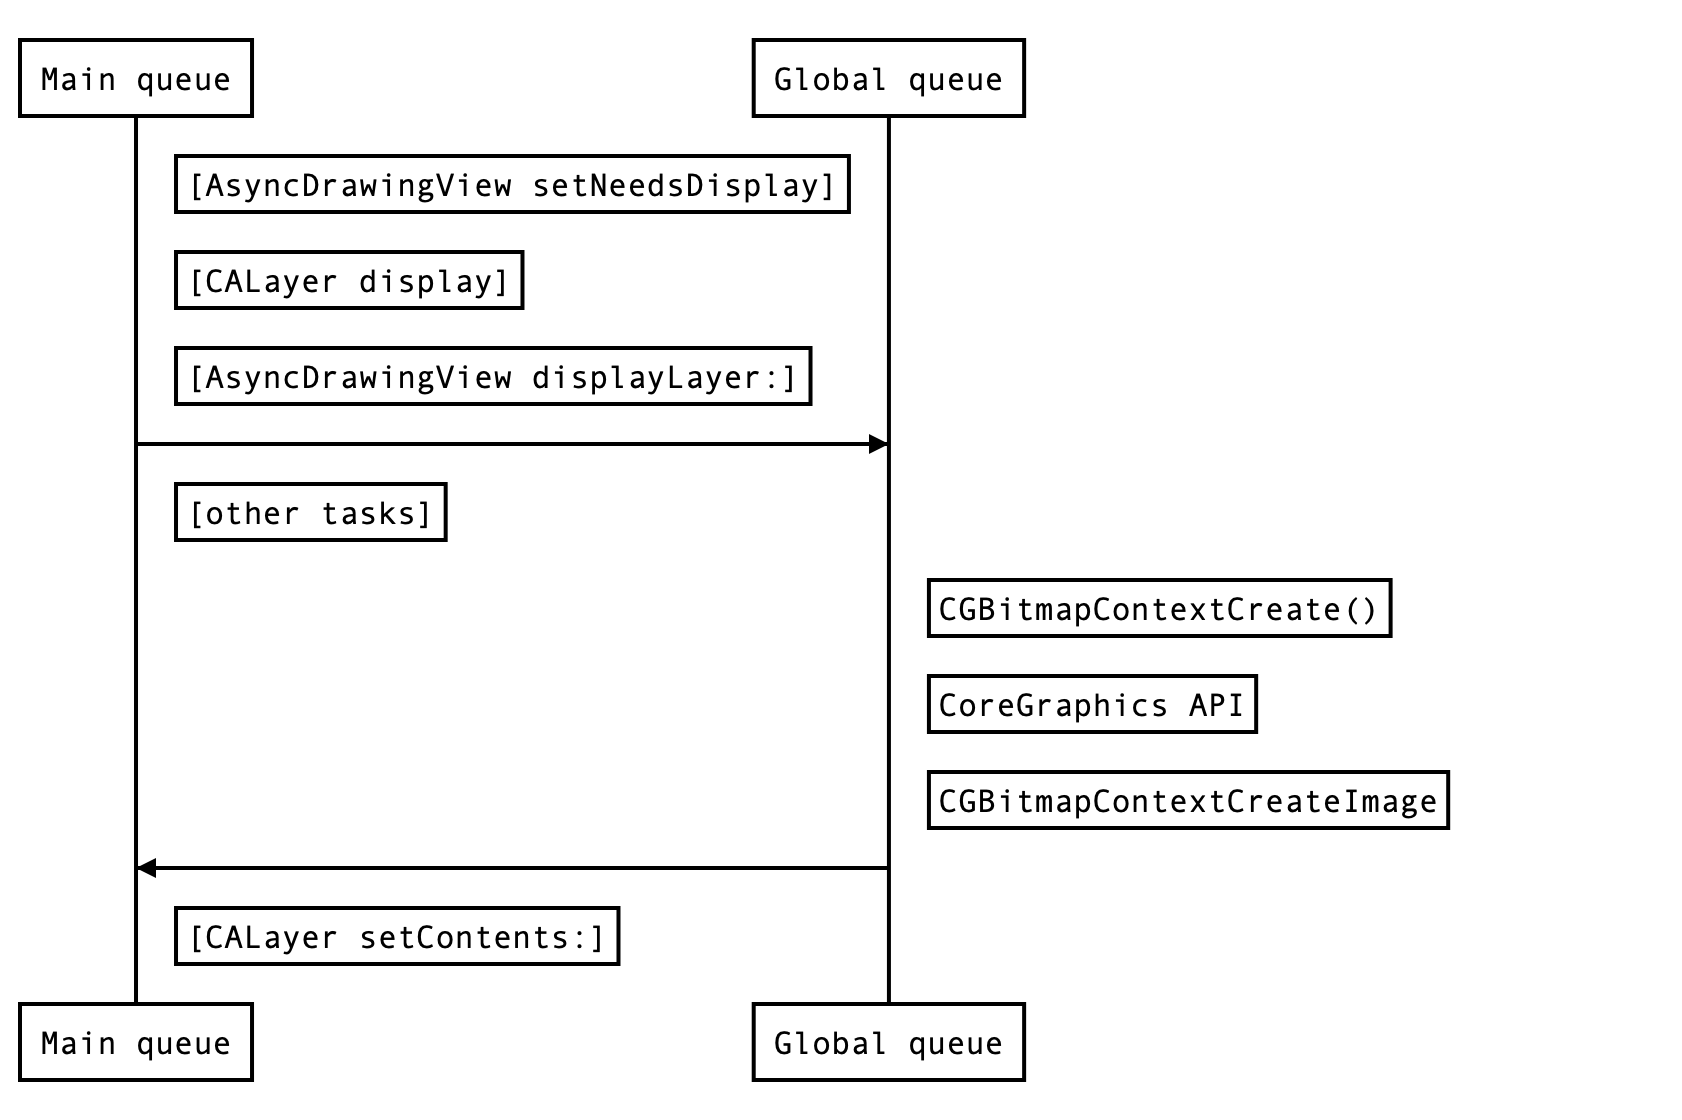 Main queue
Global queue
[AsyncDrawingView setNeedsDisplay]
[CALayer display]
[AsyncDrawingView displayLayer:]
[other tasks]
CGBitmapContextCreate()
CoreGraphics API
CGBitmapContextCreateImage
[CALayer setContents:]
Main queue
Global queue